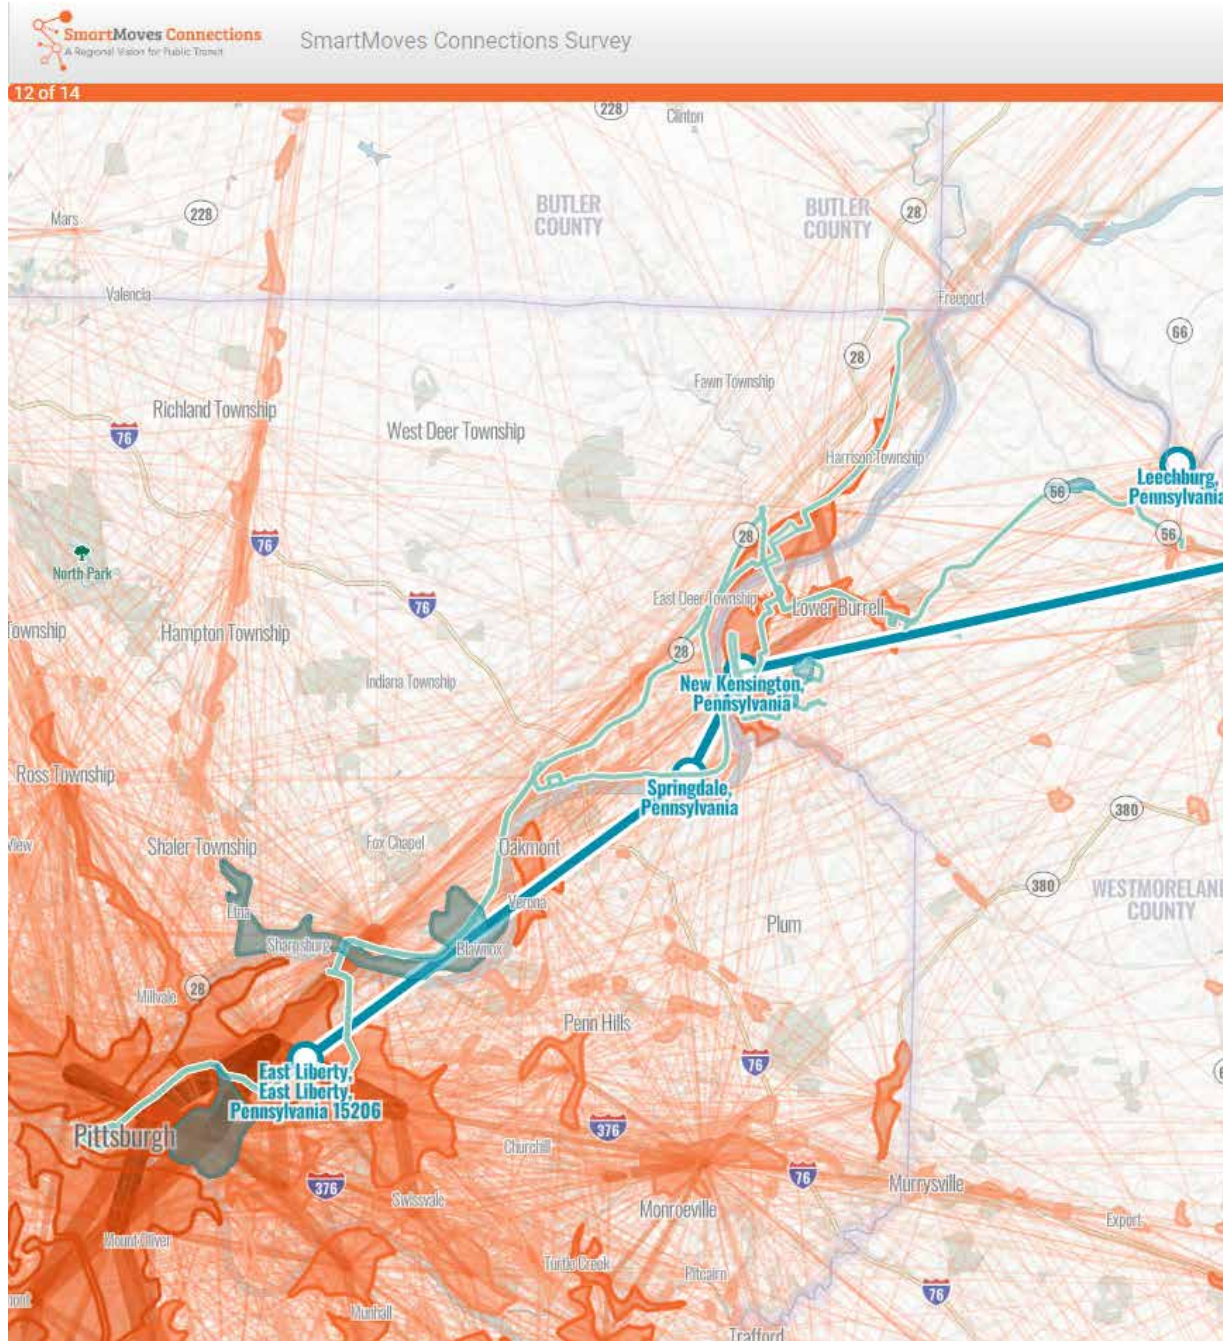 SmartMoves Connections
A Regional Vision for Public Transit
SmartMoves Connections Survey
12 of 14
228
Clinton
BUTLER
COUNTY
BUTLER
COUNTY
28
Mars
228
Valencia
Freeport
66
28
Fawn Township
Richland Township
76
West Deer Township
Harrison Township
Leechburg,
Pennsylvania
56
56
28
76
North Park
76
East Deer Township
Lower Burrell
Township
Hampton Township
28
Indiana Township
New Kensington,
Pennsylvania
Ross Township
Springdale,
Pennsylvania
380
View
Shaler Township
Fox Chapel
Oakmont
380
WESTMORELAND
COUNTY
Etna
Verona
Plum
Sharpsburg
Blawnox
28
Millvale
Penn Hills
76
East Liberty,
East Liberty,
Pennsylvania 15206
Pittsburgh
376
Churchill
376
Swissvale
76
Murrysville
Monroeville
Export
Mount Oliver
Turtle Creek
Pitcairn
76
Munhall
Trafford